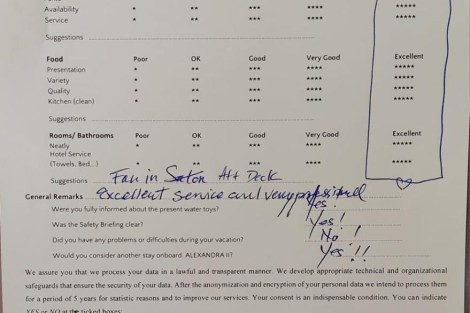 Availability * ** *** **** *****
Service * ** *** **** *****
Suggestions
Food Poor OK Good Very Good Excellent
Presentation * ** *** **** *****
Variety * ** *** **** *****
Quality * ** *** **** *****
Kitchen (clean) * ** *** **** *****
Suggestions
Rooms/ Bathrooms Poor OK Good Very Good Excellent
Neatly
Hotel Service
(Towels, Bed...) * ** *** **** *****
Suggestions Fan in Salon Aft Deck
General Remarks Excellent service and very professional
Were you fully informed about the present water toys? Yes!
Was the Safety Briefing clear? Yes!
Did you have any problems or difficulties during your vacation? No!
Would you consider another stay onboard ALEXANDRA II? Yes!!
We assure you that we process your data in a lawful and transparent manner. We develop appropriate technical and organizational
safeguards that ensure the security of your data. After the anonymization and encryption of your personal data we intend to process them
for a period of 5 years for statistic reasons and to improve our services. Your consent is an indispensable condition. You can indicate
YES or NO at the ticked boxes